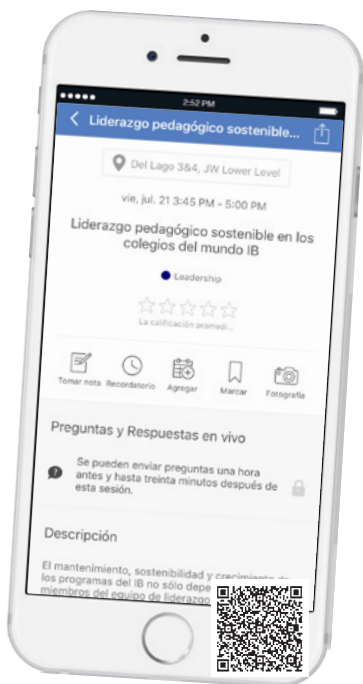 2:52 PM
Liderazgo pedagógico sostenible...
Del Lago 3&4, JW Lower Level
vie, jul. 21 3:45 PM - 5:00 PM
Liderazgo pedagógico sostenible en los
colegios del mundo IB
Leadership
La calificación promedi...
Tomar nota Recordatorio Agregar Marcar Fotografía
Preguntas y Respuestas en vivo
Se pueden enviar preguntas una hora
antes y hasta treinta minutos después de
esta sesión.
Descripción
El mantenimiento, sostenibilidad y crecimiento de
los programas del IB no sólo depe
miembros del equipo de liderazgo